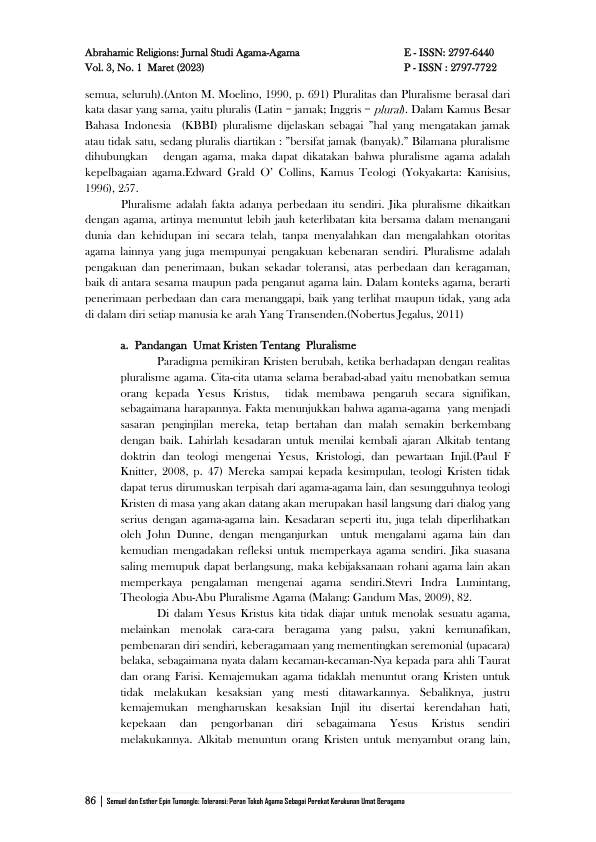 Abrahamic Religions: Jurnal Studi Agama-Agama E - ISSN: 2797-6440
Vol. 3, No. 1 Maret (2023) P - ISSN : 2797-7722
semua, seluruh).(Anton M. Moelino, 1990, p. 691) Pluralitas dan Pluralisme berasal dari
kata dasar yang sama, yaitu pluralis (Latin = jamak; Inggris = plural). Dalam Kamus Besar
Bahasa Indonesia (KBBI) pluralisme dijelaskan sebagai ”hal yang mengatakan jamak
atau tidak satu, sedang pluralis diartikan : ”bersifat jamak (banyak).” Bilamana pluralisme
dihubungkan dengan agama, maka dapat dikatakan bahwa pluralisme agama adalah
kepelbagaian agama.Edward Grald O’ Collins, Kamus Teologi (Yokyakarta: Kanisius,
1996), 257.
Pluralisme adalah fakta adanya perbedaan itu sendiri. Jika pluralisme dikaitkan
dengan agama, artinya menuntut lebih jauh keterlibatan kita bersama dalam menangani
dunia dan kehidupan ini secara telah, tanpa menyalahkan dan mengalahkan otoritas
agama lainnya yang juga mempunyai pengakuan kebenaran sendiri. Pluralisme adalah
pengakuan dan penerimaan, bukan sekadar toleransi, atas perbedaan dan keragaman,
baik di antara sesama maupun pada penganut agama lain. Dalam konteks agama, berarti
penerimaan perbedaan dan cara menanggapi, baik yang terlihat maupun tidak, yang ada
di dalam diri setiap manusia ke arah Yang Transenden.(Nobertus Jegalus, 2011)
a. Pandangan Umat Kristen Tentang Pluralisme
Paradigma pemikiran Kristen berubah, ketika berhadapan dengan realitas
pluralisme agama. Cita-cita utama selama berabad-abad yaitu menobatkan semua
orang kepada Yesus Kristus, tidak membawa pengaruh secara signifikan,
sebagaimana harapannya. Fakta menunjukkan bahwa agama-agama yang menjadi
sasaran penginjilan mereka, tetap bertahan dan malah semakin berkembang
dengan baik. Lahirlah kesadaran untuk menilai kembali ajaran Alkitab tentang
doktrin dan teologi mengenai Yesus, Kristologi, dan pewartaan Injil.(Paul F
Knitter, 2008, p. 47) Mereka sampai kepada kesimpulan, teologi Kristen tidak
dapat terus dirumuskan terpisah dari agama-agama lain, dan sesungguhnya teologi
Kristen di masa yang akan datang akan merupakan hasil langsung dari dialog yang
serius dengan agama-agama lain. Kesadaran seperti itu, juga telah diperlihatkan
oleh John Dunne, dengan menganjurkan untuk mengalami agama lain dan
kemudian mengadakan refleksi untuk memperkaya agama sendiri. Jika suasana
saling memupuk dapat berlangsung, maka kebijaksanaan rohani agama lain akan
memperkaya pengalaman mengenai agama sendiri.Stevri Indra Lumintang,
Theologia Abu-Abu Pluralisme Agama (Malang: Gandum Mas, 2009), 82.
Di dalam Yesus Kristus kita tidak diajar untuk menolak sesuatu agama,
melainkan menolak cara-cara beragama yang palsu, yakni kemunafikan,
pembenaran diri sendiri, keberagamaan yang mementingkan seremonial (upacara)
belaka, sebagaimana nyata dalam kecaman-kecaman-Nya kepada para ahli Taurat
dan orang Farisi. Kemajemukan agama tidaklah menuntut orang Kristen untuk
tidak melakukan kesaksian yang mesti ditawarkannya. Sebaliknya, justru
kemajemukan mengharuskan kesaksian Injil itu disertai kerendahan hati,
kepekaan dan pengorbanan diri sebagaimana Yesus Kristus sendiri
melakukannya. Alkitab menuntun orang Kristen untuk menyambut orang lain,
86 | Semuel dan Esther Epin Tumonglo: Toleransi: Peran Tokoh Agama Sebagai Perekat Kerukunan Umat Beragama